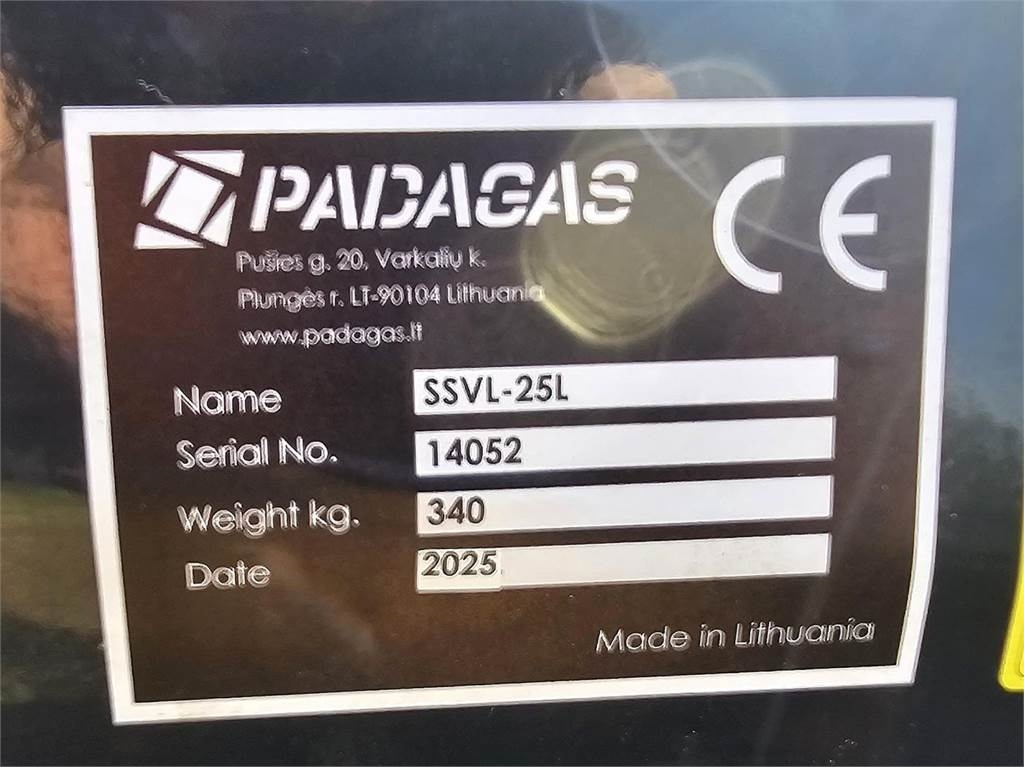 PADAGAS CE
Pušies g. 20, Varkalių k.
Plungės r. LT-90104 Lithuania
www.padagas.lt
Name SSVL-25L
Serial No. 14052
Weight kg. 340
Date 2025
Made in Lithuania